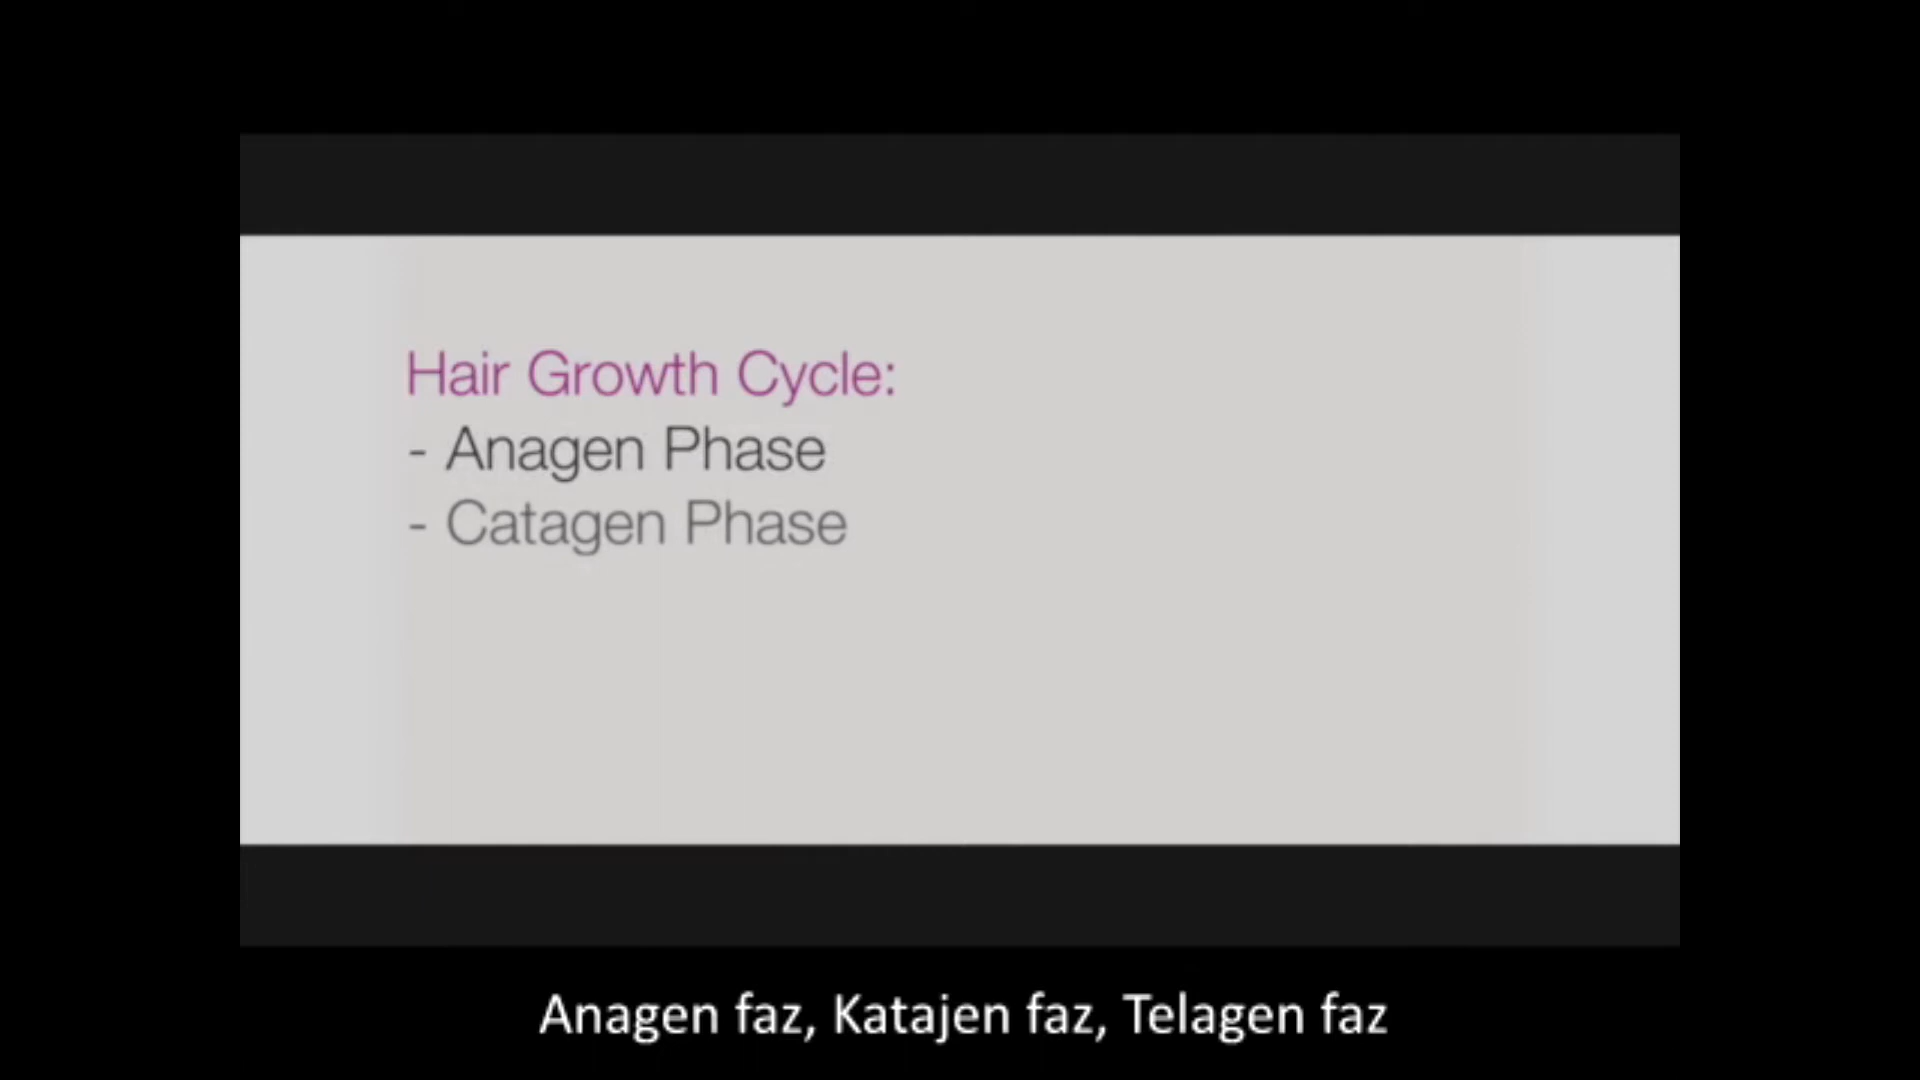 Hair Growth Cycle:
- Anagen Phase
- Catagen Phase
Anagen faz, Katajen faz, Telagen faz